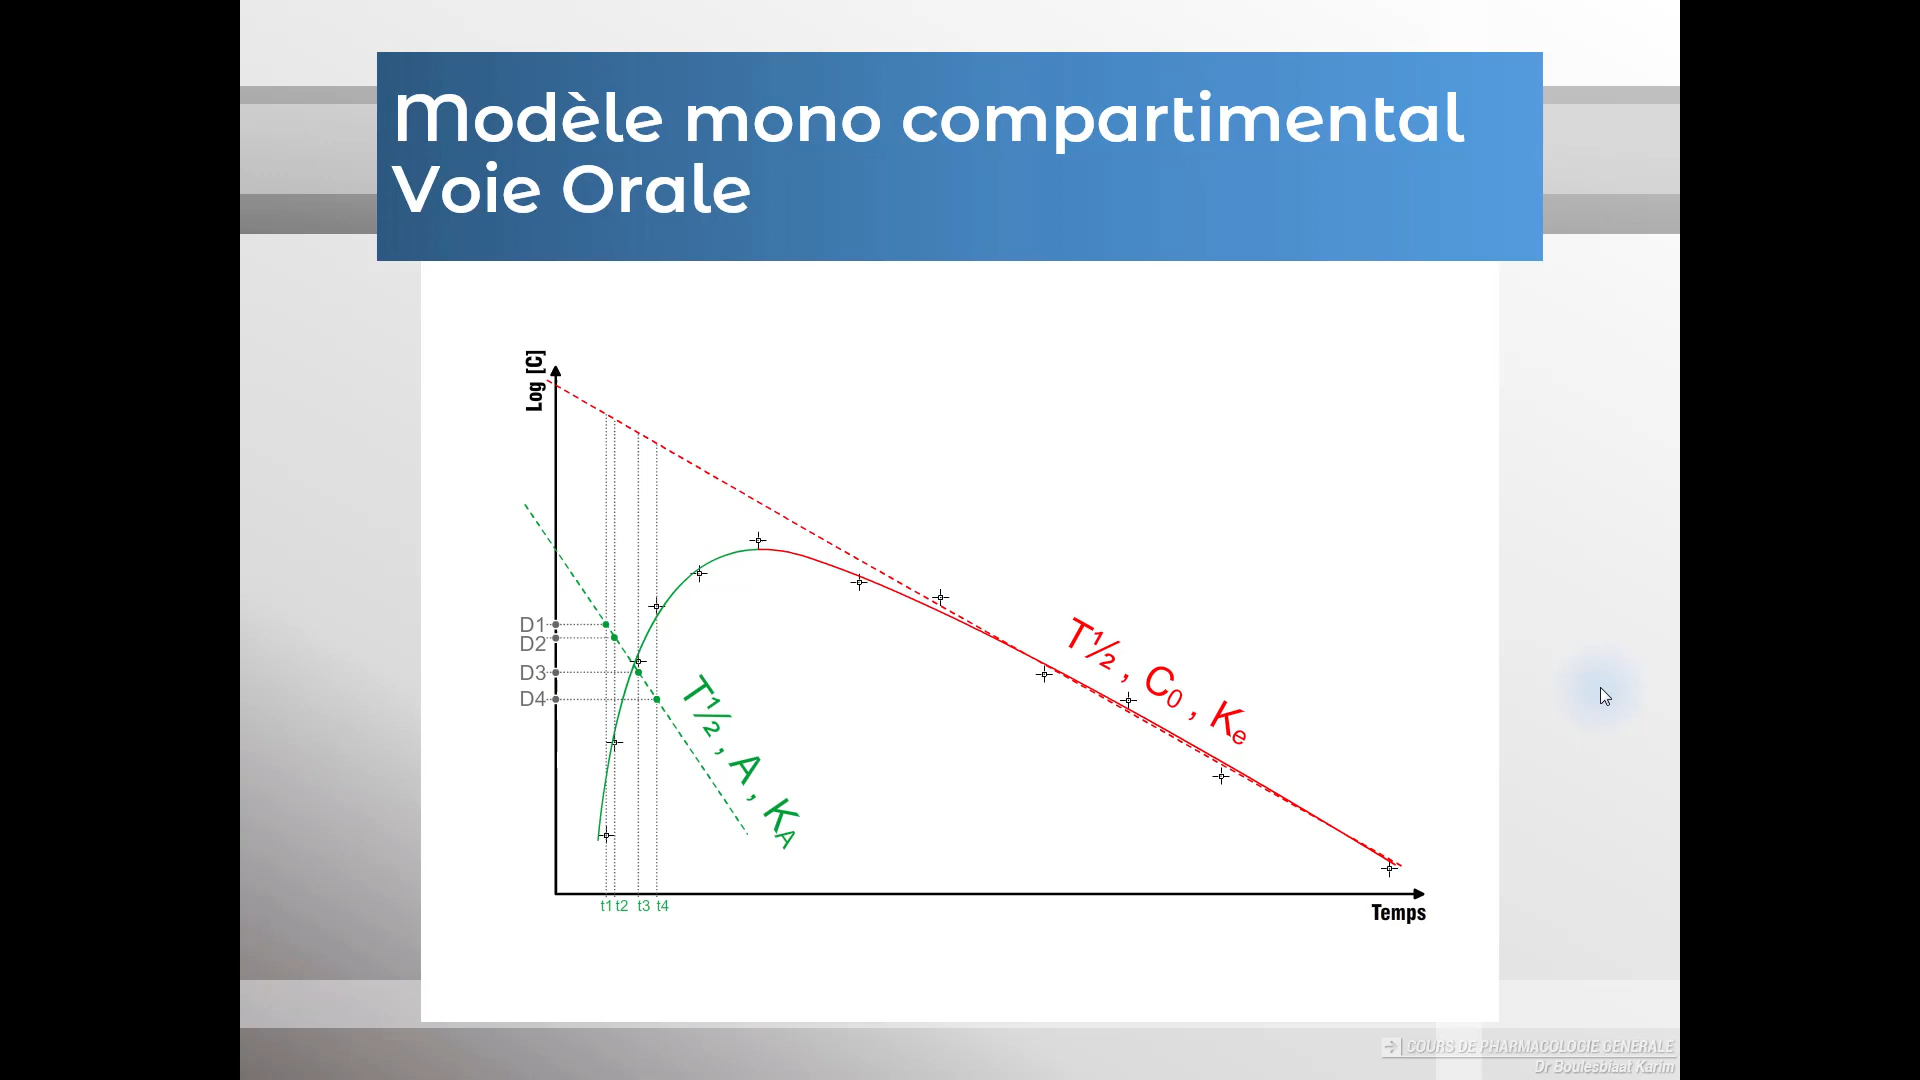 Modèle mono compartimental
Voie Orale
Log [C]
D1
D2
D3
D4
T½ , A , KA
T½ , C0 , Ke
t1 t2 t3 t4
Temps
COURS DE PHARMACOLOGIE GENERALE
Dr Boulesblaat Karim